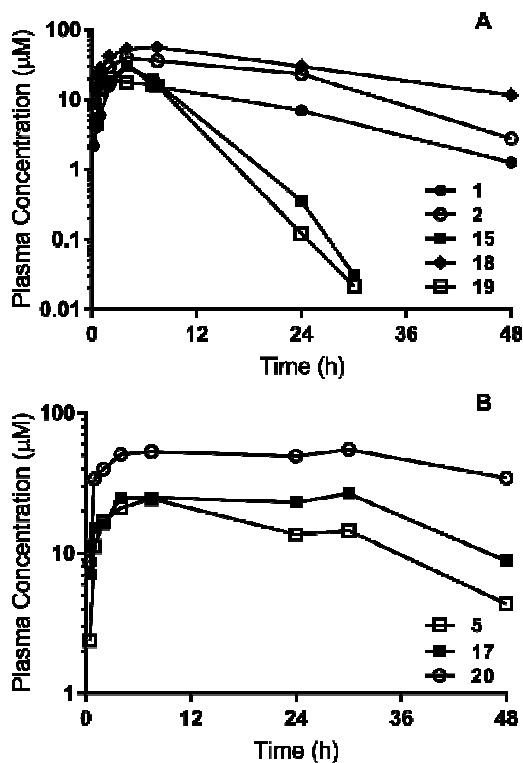 A
Plasma Concentration (μM)
100
10
1
0.1
0.01
1
2
15
18
19
0 12 24 36 48
Time (h)
B
Plasma Concentration (μM)
100
10
1
5
17
20
0 12 24 36 48
Time (h)